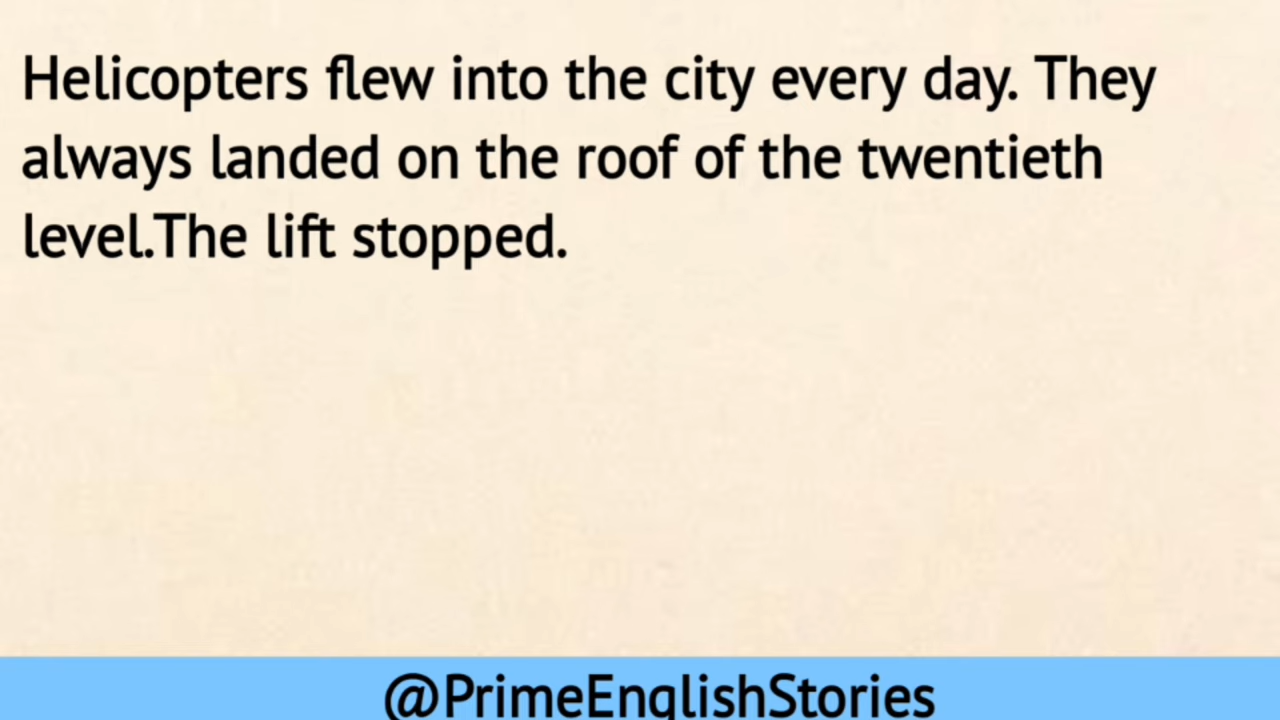 Helicopters flew into the city every day. They
always landed on the roof of the twentieth
level.The lift stopped.
@PrimeEnglishStories